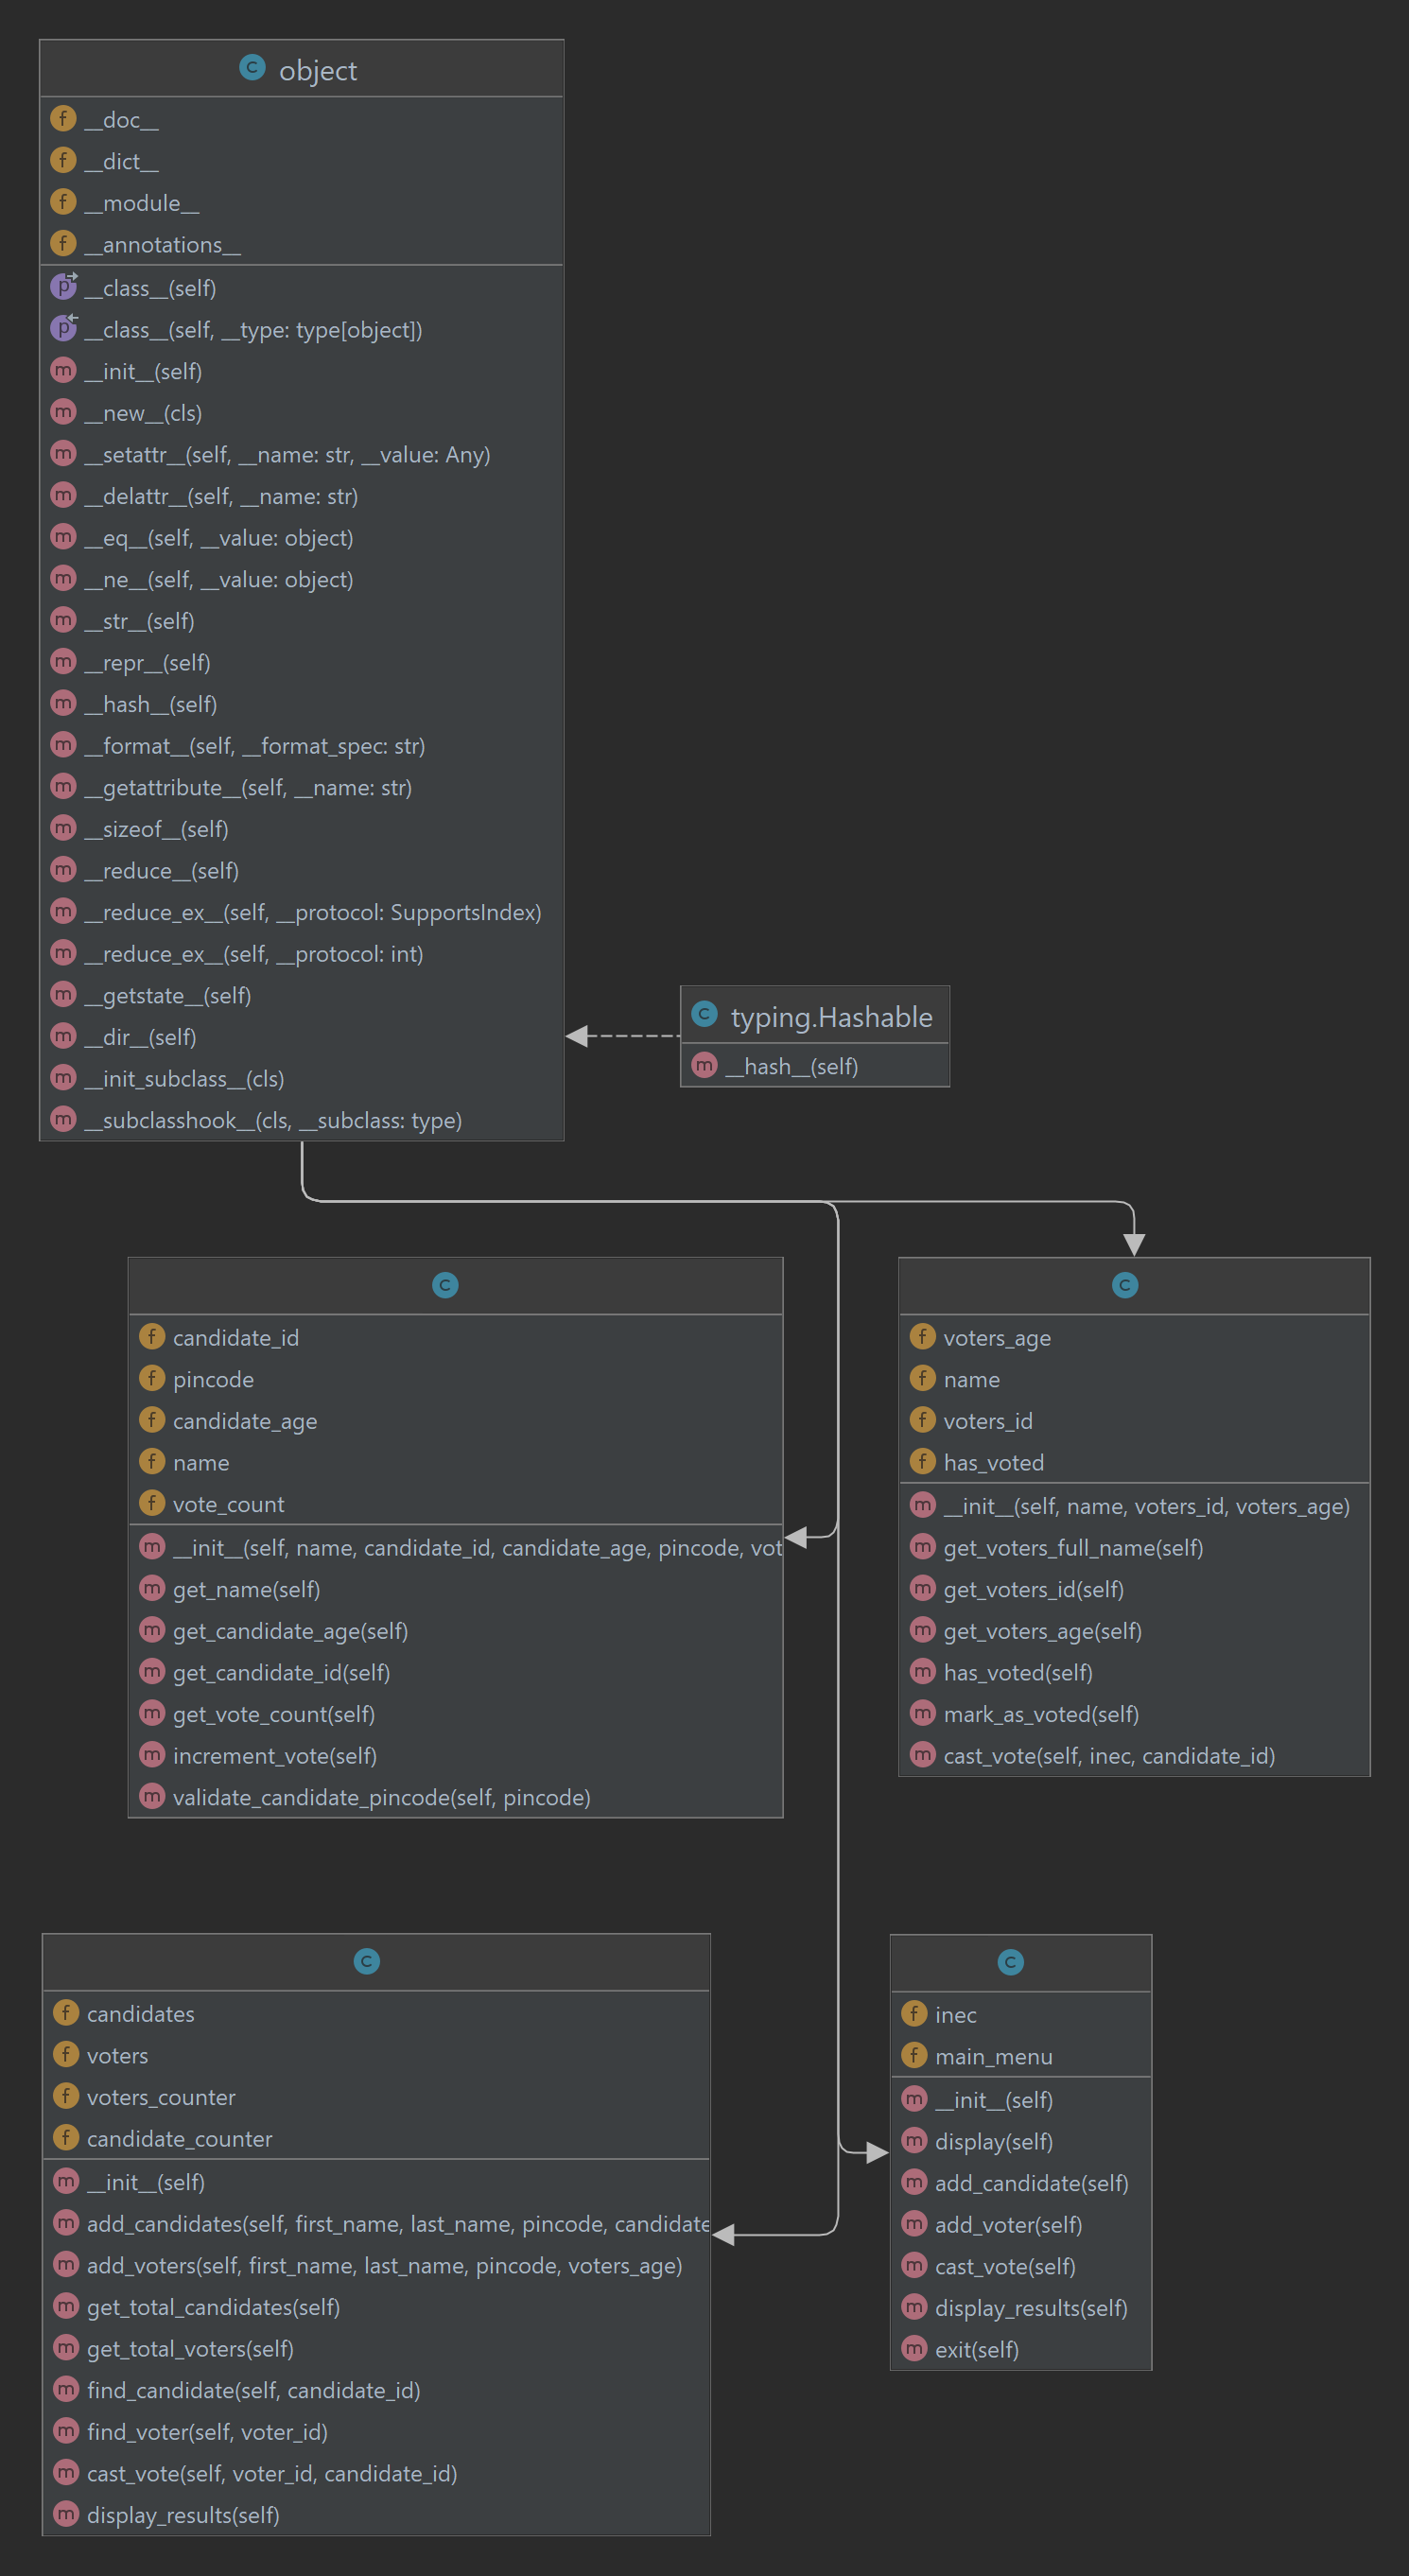 object
__doc__
__dict__
__module__
__annotations__
__class__(self)
__class__(self, __type: type[object])
__init__(self)
__new__(cls)
__setattr__(self, __name: str, __value: Any)
__delattr__(self, __name: str)
__eq__(self, __value: object)
__ne__(self, __value: object)
__str__(self)
__repr__(self)
__hash__(self)
__format__(self, __format_spec: str)
__getattribute__(self, __name: str)
__sizeof__(self)
__reduce__(self)
__reduce_ex__(self, __protocol: SupportsIndex)
__reduce_ex__(self, __protocol: int)
__getstate__(self)
__dir__(self)
__init_subclass__(cls)
__subclasshook__(cls, __subclass: type)
typing.Hashable
__hash__(self)
candidate_id
pincode
candidate_age
name
vote_count
__init__(self, name, candidate_id, candidate_age, pincode, vot
get_name(self)
get_candidate_age(self)
get_candidate_id(self)
get_vote_count(self)
increment_vote(self)
validate_candidate_pincode(self, pincode)
voters_age
name
voters_id
has_voted
__init__(self, name, voters_id, voters_age)
get_voters_full_name(self)
get_voters_id(self)
get_voters_age(self)
has_voted(self)
mark_as_voted(self)
cast_vote(self, inec, candidate_id)
candidates
voters
voters_counter
candidate_counter
__init__(self)
add_candidates(self, first_name, last_name, pincode, candidate
add_voters(self, first_name, last_name, pincode, voters_age)
get_total_candidates(self)
get_total_voters(self)
find_candidate(self, candidate_id)
find_voter(self, voter_id)
cast_vote(self, voter_id, candidate_id)
display_results(self)
inec
main_menu
__init__(self)
display(self)
add_candidate(self)
add_voter(self)
cast_vote(self)
display_results(self)
exit(self)